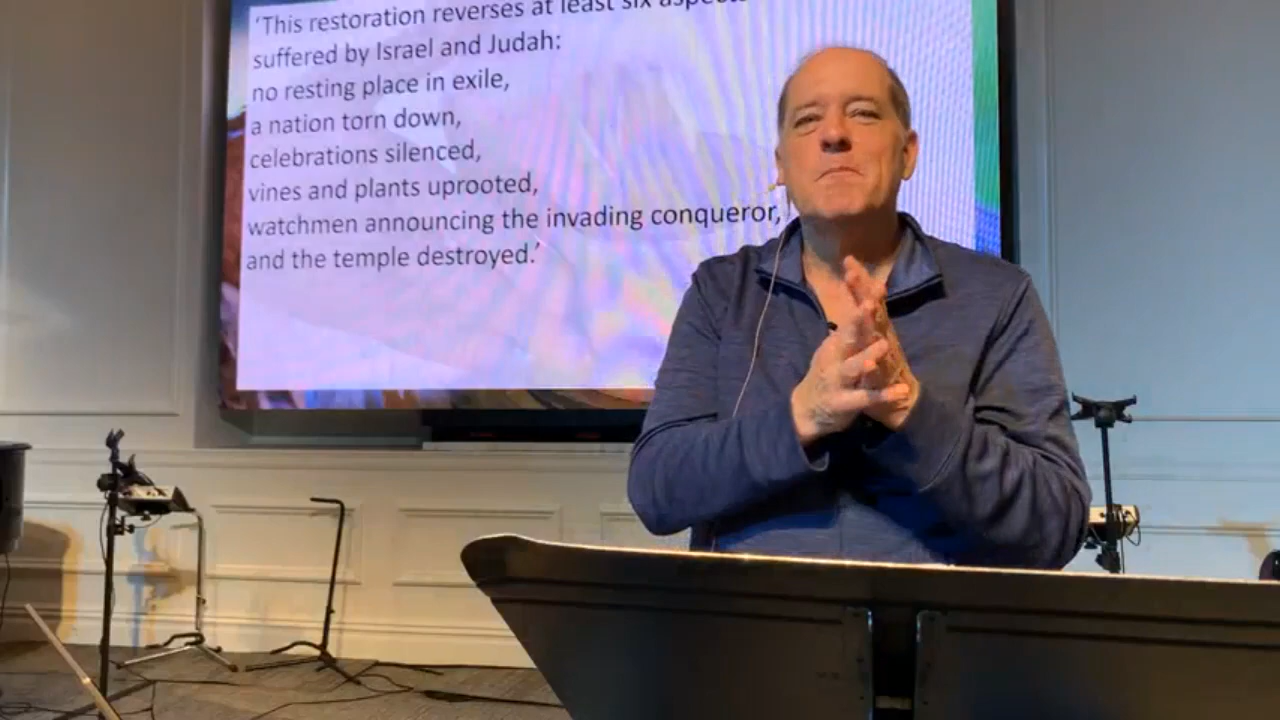 ‘This restoration reverses at least six aspects
suffered by Israel and Judah:
no resting place in exile,
a nation torn down,
celebrations silenced,
vines and plants uprooted,
watchmen announcing the invading conqueror,
and the temple destroyed.’